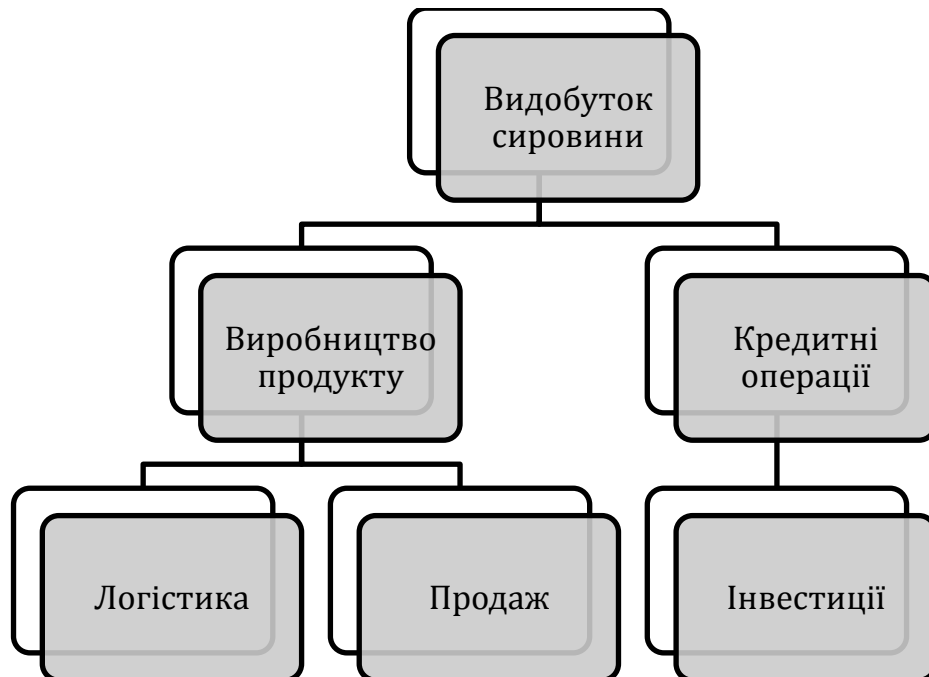 Видобуток
сировини
Виробництво
продукту
Кредитні
операції
Логістика
Продаж
Інвестиції